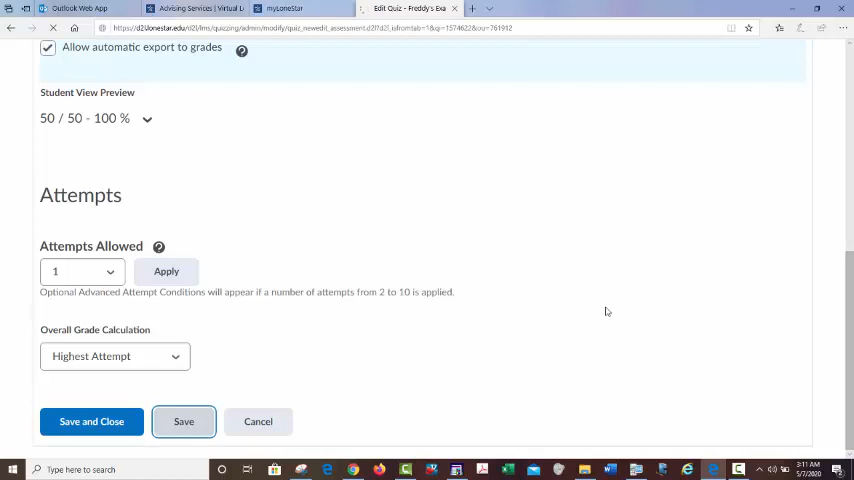 Outlook Web App
Advising Services | Virtual L
myLoneStar
Edit Quiz - Freddy's Exa
https://d2l.lonestar.edu/d2l/lms/quizzing/admin/modify/quiz_newedit_assessment.d2l?d2l_isfromtab=1&qi=1574622&ou=761912
Allow automatic export to grades
Student View Preview
50 / 50 - 100 %
Attempts
Attempts Allowed
1
Apply
Optional Advanced Attempt Conditions will appear if a number of attempts from 2 to 10 is applied.
Overall Grade Calculation
Highest Attempt
Save and Close
Save
Cancel
Type here to search
3:11 AM
5/7/2020